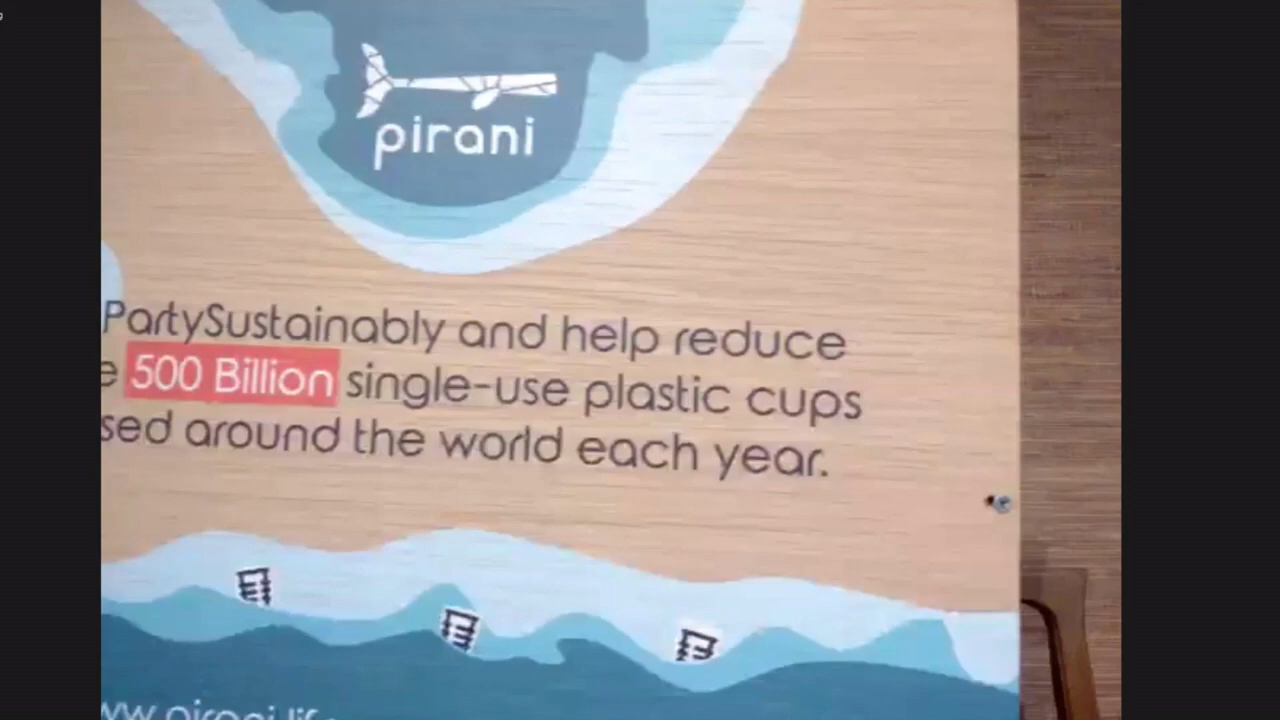 pirani
PartySustainably and help reduce
e 500 Billion single-use plastic cups
sed around the world each year.